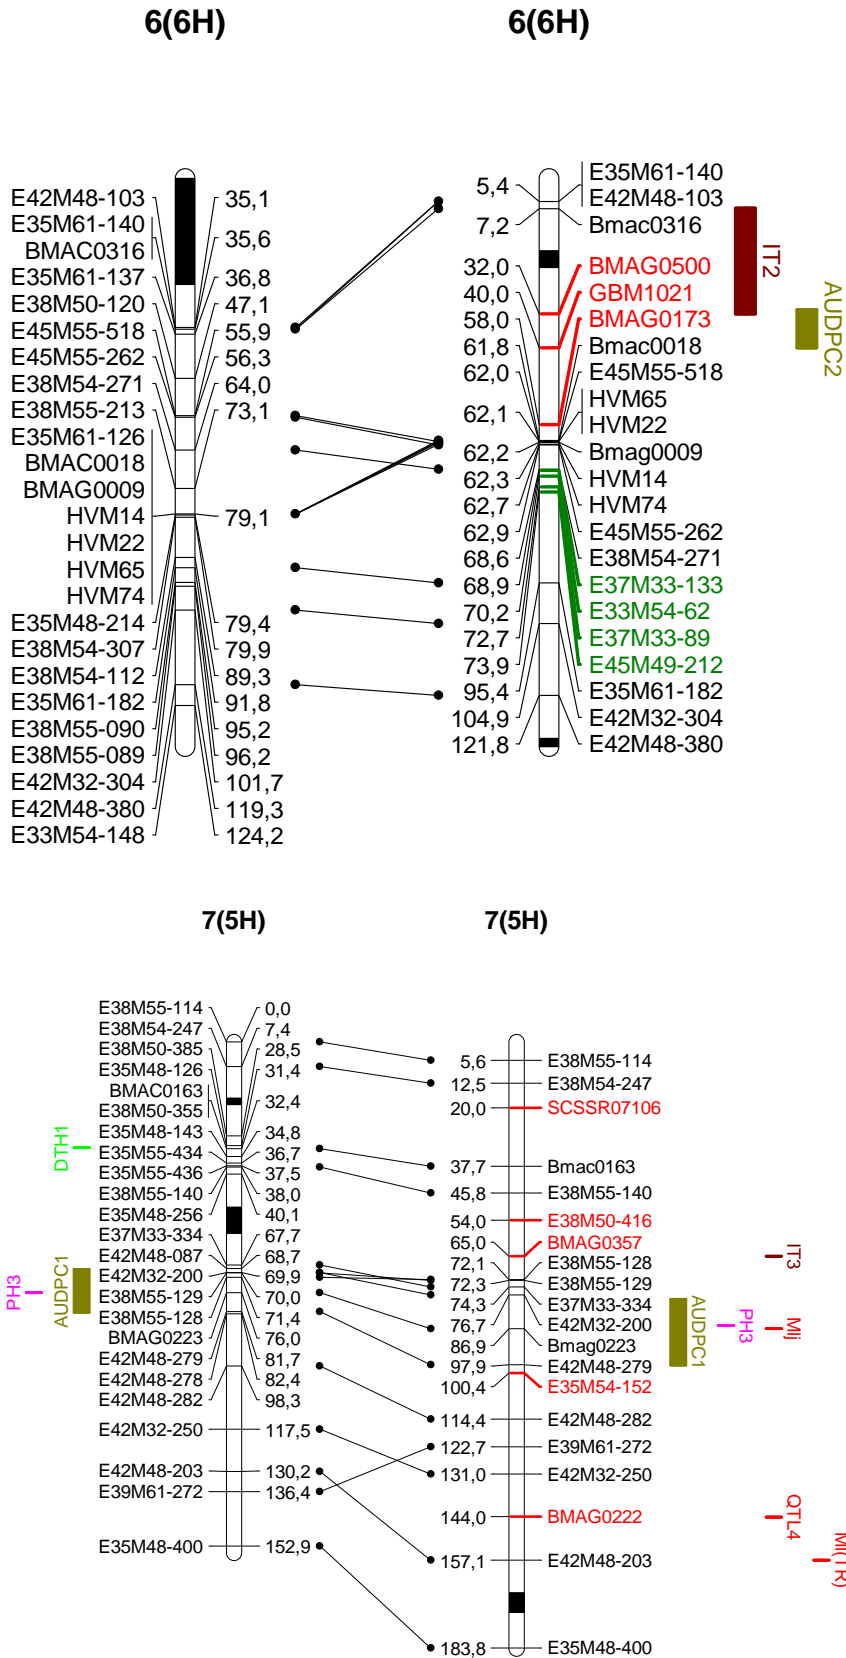 6(6H)
6(6H)
E42M48-103
E35M61-140
BMAC0316
E35M61-137
E38M50-120
E45M55-518
E45M55-262
E38M54-271
E38M55-213
E35M61-126
BMAC0018
BMAG0009
HVM14
HVM22
HVM65
HVM74
E35M48-214
E38M54-307
E38M54-112
E35M61-182
E38M55-090
E38M55-089
E42M32-304
E42M48-380
E33M54-148
35,1
35,6
36,8
47,1
55,9
56,3
64,0
73,1
79,1
79,4
79,9
89,3
91,8
95,2
96,2
101,7
119,3
124,2
5,4
7,2
32,0
40,0
58,0
61,8
62,0
62,1
62,2
62,3
62,7
62,9
68,6
68,9
70,2
72,7
73,9
95,4
104,9
121,8
E35M61-140
E42M48-103
Bmac0316
BMAG0500
GBM1021
BMAG0173
Bmac0018
E45M55-518
HVM65
HVM22
Bmag0009
HVM14
HVM74
E45M55-262
E38M54-271
E37M33-133
E33M54-62
E37M33-89
E45M49-212
E35M61-182
E42M32-304
E42M48-380
IT2
AUDPC2
7(5H)
7(5H)
DTH1
PH3
AUDPC1
E38M55-114
E38M54-247
E38M50-385
E35M48-126
BMAC0163
E38M50-355
E35M48-143
E35M55-434
E35M55-436
E38M55-140
E35M48-256
E37M33-334
E42M48-087
E42M32-200
E38M55-129
E38M55-128
BMAG0223
E42M48-279
E42M48-278
E42M48-282
E42M32-250
E42M48-203
E39M61-272
E35M48-400
0,0
7,4
28,5
31,4
32,4
34,8
36,7
37,5
38,0
40,1
67,7
68,7
69,9
70,0
71,4
76,0
81,7
82,4
98,3
117,5
130,2
136,4
152,9
5,6
12,5
20,0
37,7
45,8
54,0
65,0
72,1
72,3
74,3
76,7
86,9
97,9
100,4
114,4
122,7
131,0
144,0
157,1
183,8
E38M55-114
E38M54-247
SCSSR07106
Bmac0163
E38M55-140
E38M50-416
BMAG0357
E38M55-128
E38M55-129
E37M33-334
E42M32-200
Bmag0223
E42M48-279
E35M54-152
E42M48-282
E39M61-272
E42M32-250
BMAG0222
E42M48-203
E35M48-400
AUDPC1
PH3
IT3
Mlj
QTL4